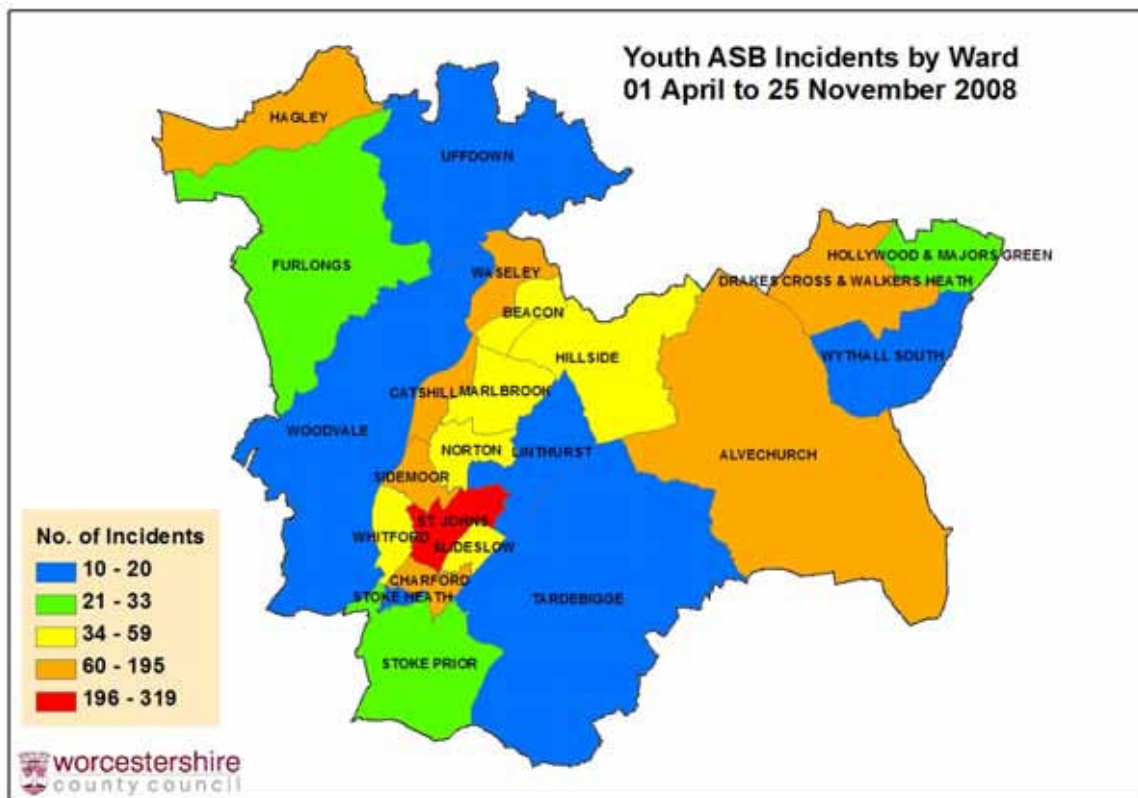 Youth ASB Incidents by Ward
01 April to 25 November 2008
HAGLEY
UFFDOWN
FURLONGS
WASELEY
HOLLYWOOD & MAJORS GREEN
DRAKES CROSS & WALKERS HEATH
BEACON
HILLSIDE
WYTHALL SOUTH
CATSHILL
MARLBROOK
WOODVALE
NORTON
LINTHURST
ALVECHURCH
SIDEMOOR
ST. JOHNS
WHITFORD
SLIDESLOW
CHARFORD
STOKE HEATH
TARDEBIGGE
STOKE PRIOR
No. of Incidents
10 - 20
21 - 33
34 - 59
60 - 195
196 - 319
worcestershire
county council